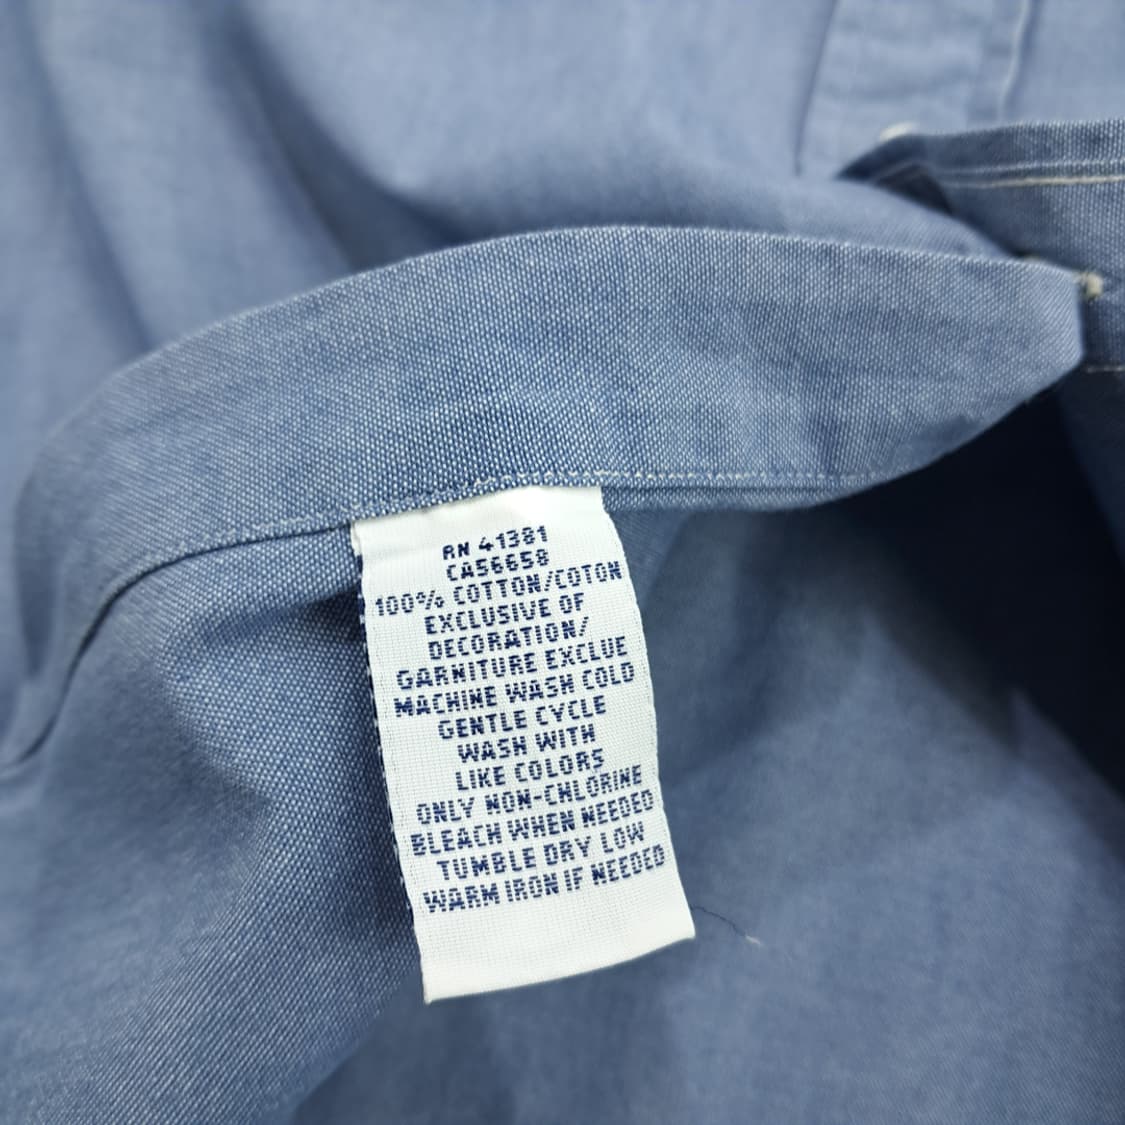 RN 41381
CA56658
100% COTTON/COTON
EXCLUSIVE OF
DECORATION/
GARNITURE EXCLUE
MACHINE WASH COLD
GENTLE CYCLE
WASH WITH
LIKE COLORS
ONLY NON-CHLORINE
BLEACH WHEN NEEDED
TUMBLE DRY LOW
WARM IRON IF NEEDED